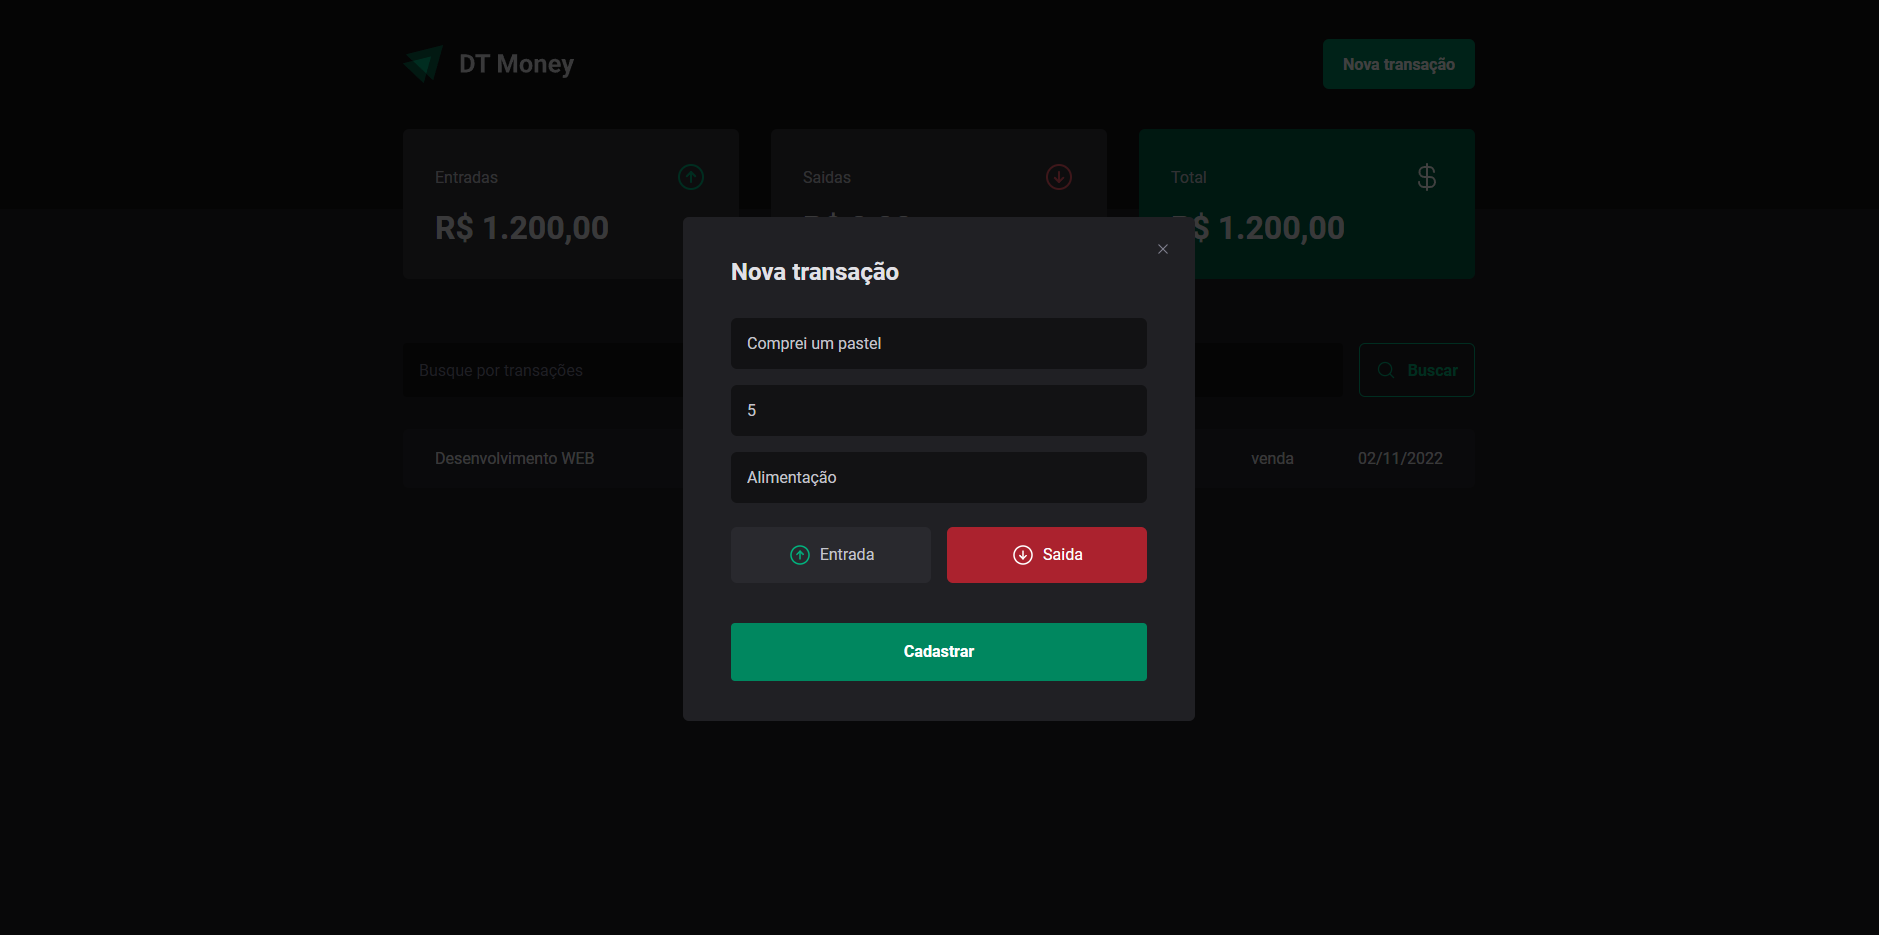 DT Money
Nova transação
Entradas
Saidas
Total
R$ 1.200,00
$ 1.200,00
Nova transação
Comprei um pastel
5
Alimentação
Entrada
Saida
Cadastrar
Busque por transações
Buscar
Desenvolvimento WEB
venda
02/11/2022